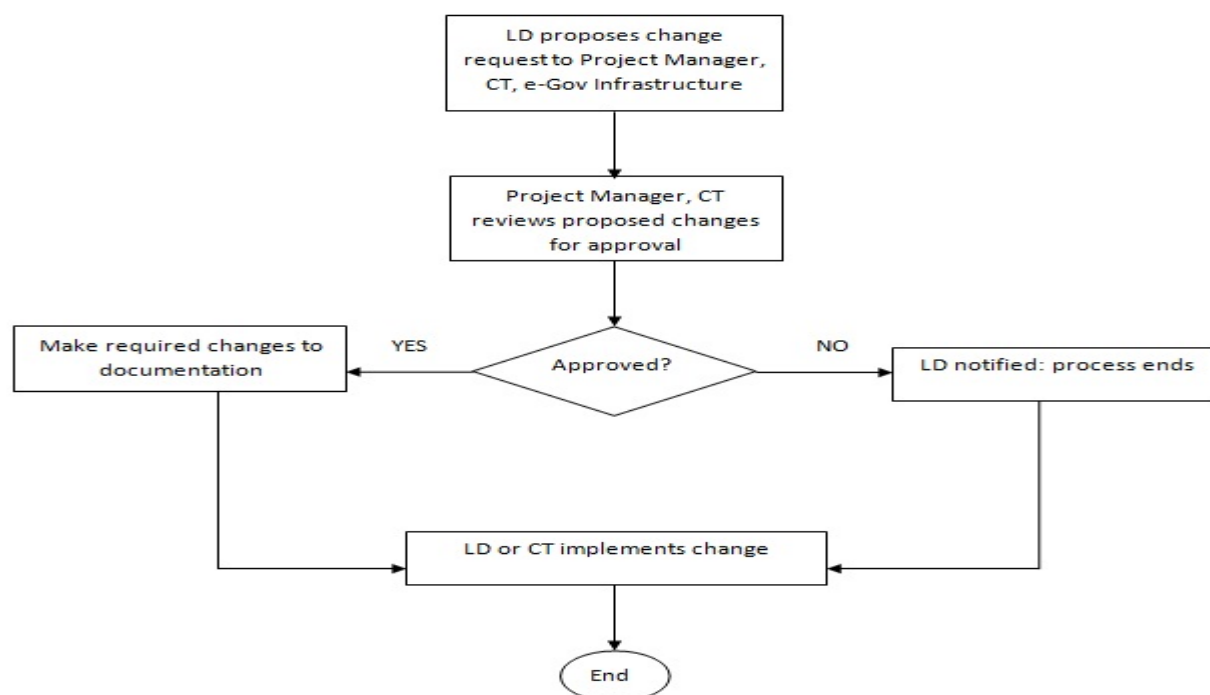 LD proposes change
request to Project Manager,
CT, e-Gov Infrastructure
Project Manager, CT
reviews proposed changes
for approval
Make required changes to
documentation
YES
Approved?
NO
LD notified: process ends
LD or CT implements change
End